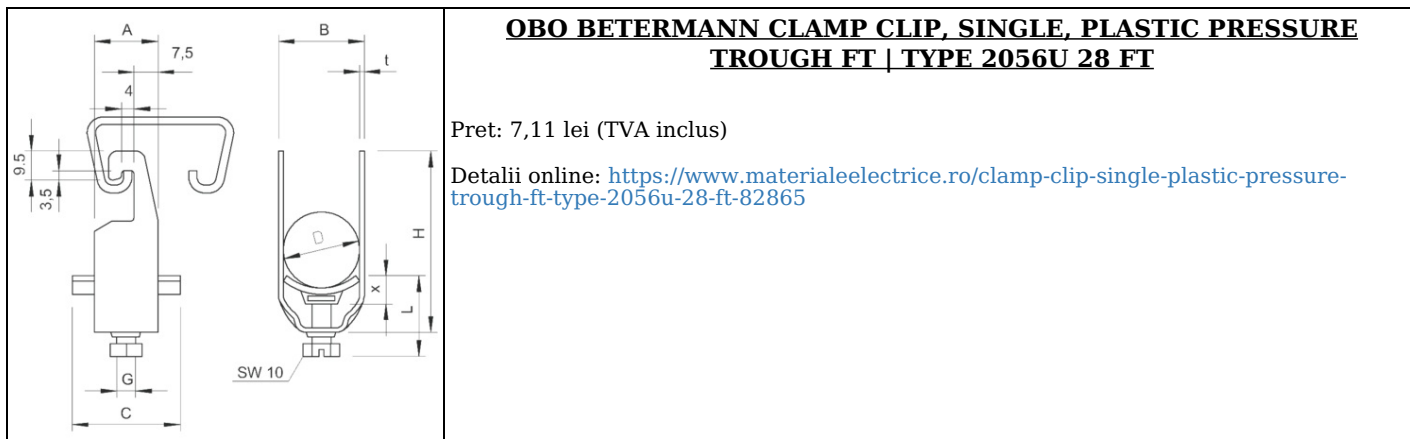 A
7,5
4
9.5
3,5
G
C
B
t
D
H
x
L
SW 10
OBO BETERMANN CLAMP CLIP, SINGLE, PLASTIC PRESSURE
TROUGH FT | TYPE 2056U 28 FT
Pret: 7,11 lei (TVA inclus)
Detalii online: https://www.materialeelectrice.ro/clamp-clip-single-plastic-pressure-
trough-ft-type-2056u-28-ft-82865